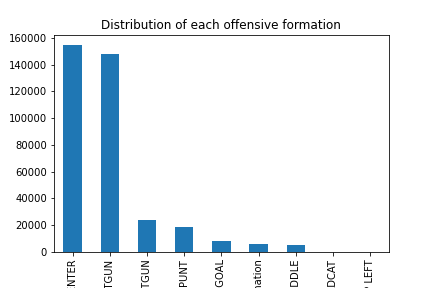 Distribution of each offensive formation
160000
140000
120000
100000
80000
60000
40000
20000
0
NTER
TGUN
TGUN
PUNT
GOAL
nation
DDLE
DCAT
LEFT